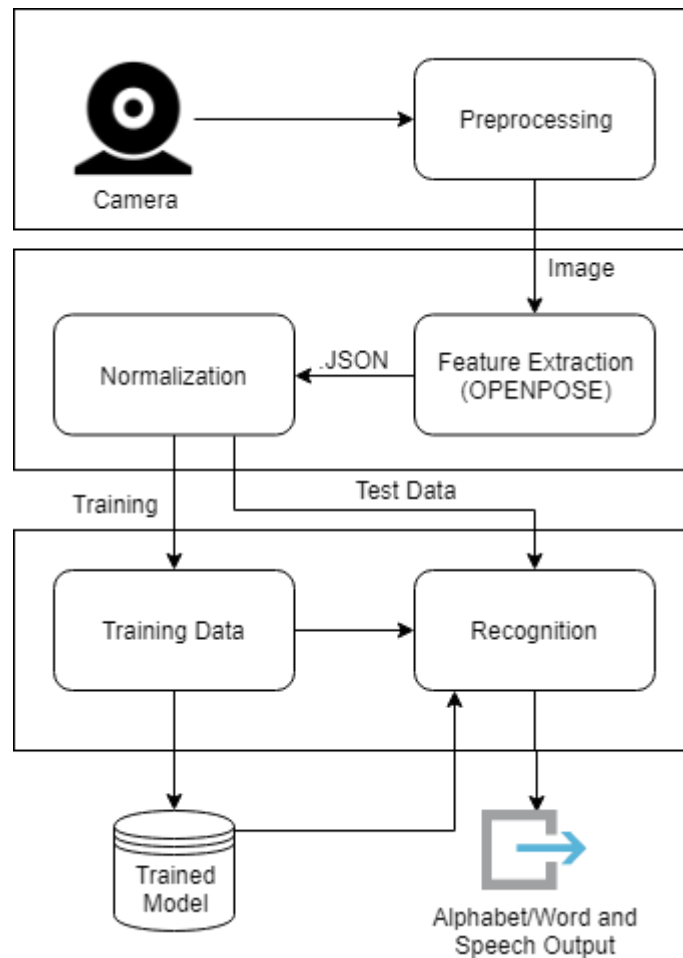 Preprocessing
Camera
Image
Normalization
.JSON
Feature Extraction
(OPENPOSE)
Training
Test Data
Training Data
Recognition
Trained
Model
Alphabet/Word and
Speech Output